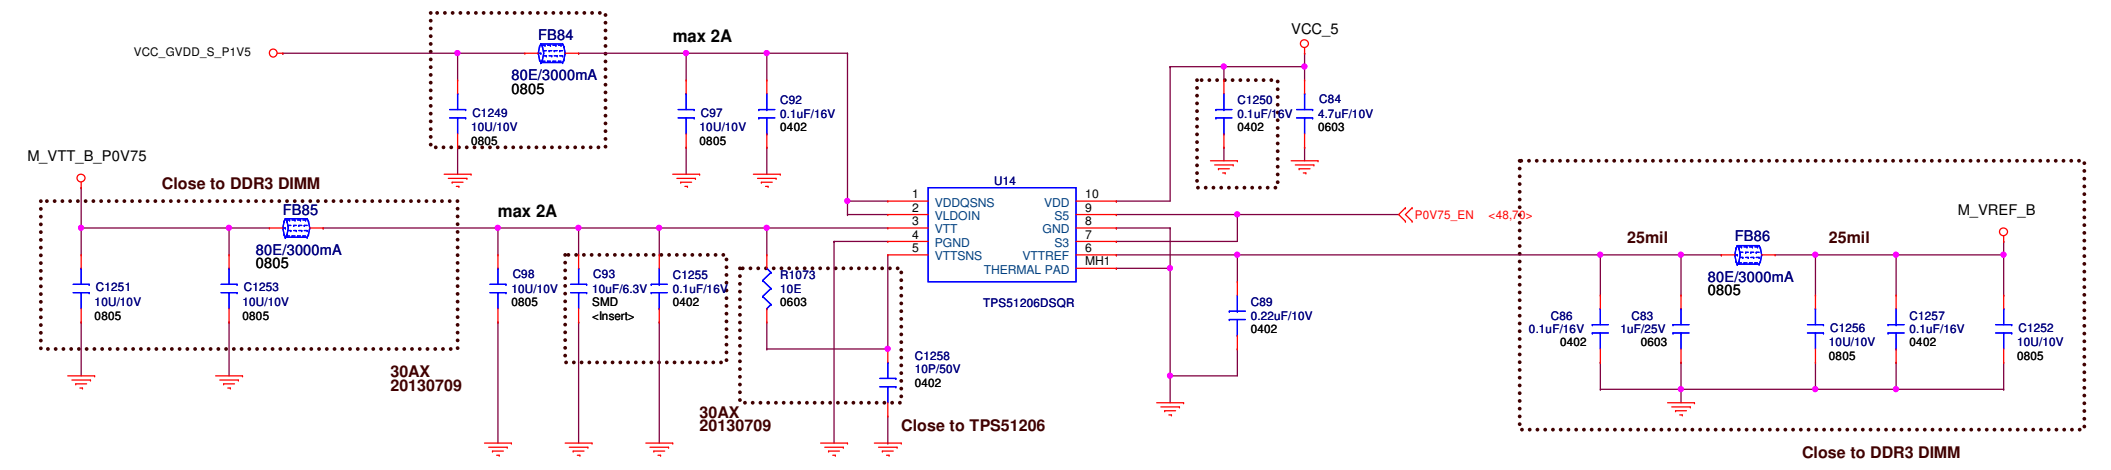 VCC_GVDD_S_P1V5
FB84
80E/3000mA
0805
C1249
10U/10V
0805
max 2A
C97
10U/10V
0805
C92
0.1uF/16V
0402
VCC_5
C1250
0.1uF/16V
0402
C84
4.7uF/10V
0603
M_VTT_B_P0V75
Close to DDR3 DIMM
FB85
80E/3000mA
0805
C1251
10U/10V
0805
C1253
10U/10V
0805
30AX
20130709
max 2A
C98
10U/10V
0805
C93
10uF/6.3V
SMD
<Insert>
C1255
0.1uF/16V
0402
R1073
10E
0603
C1258
10P/50V
0402
30AX
20130709
Close to TPS51206
U14
1 VDDQSNS VDD 10
2 VLDOIN S5 9
3 VTT GND 8
4 PGND S3 7
5 VTTSNS VTTREF 6
THERMAL PAD MH1
TPS51206DSQR
P0V75_EN <48,70>
C89
0.22uF/10V
0402
25mil
FB86
80E/3000mA
0805
25mil
M_VREF_B
C86
0.1uF/16V
0402
C83
1uF/25V
0603
C1256
10U/10V
0805
C1257
0.1uF/16V
0402
C1252
10U/10V
0805
Close to DDR3 DIMM